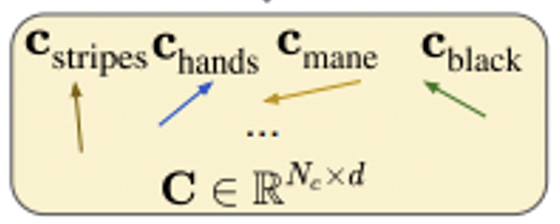 c_stripes c_hands c_mane c_black
...
C ∈ ℝ^{N_c×d}